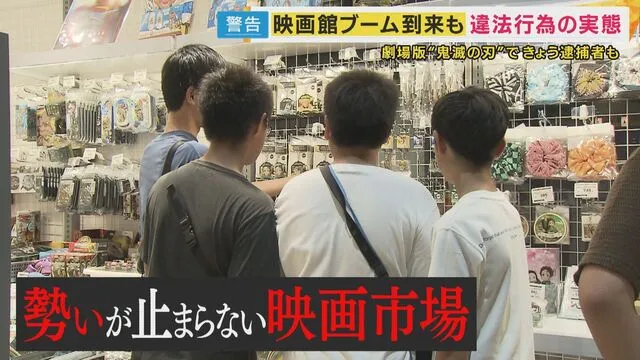 警告
映画館ブーム到来も 違法行為の実態
劇場版“鬼滅の刃”できょう逮捕者も
勢いが止まらない映画市場